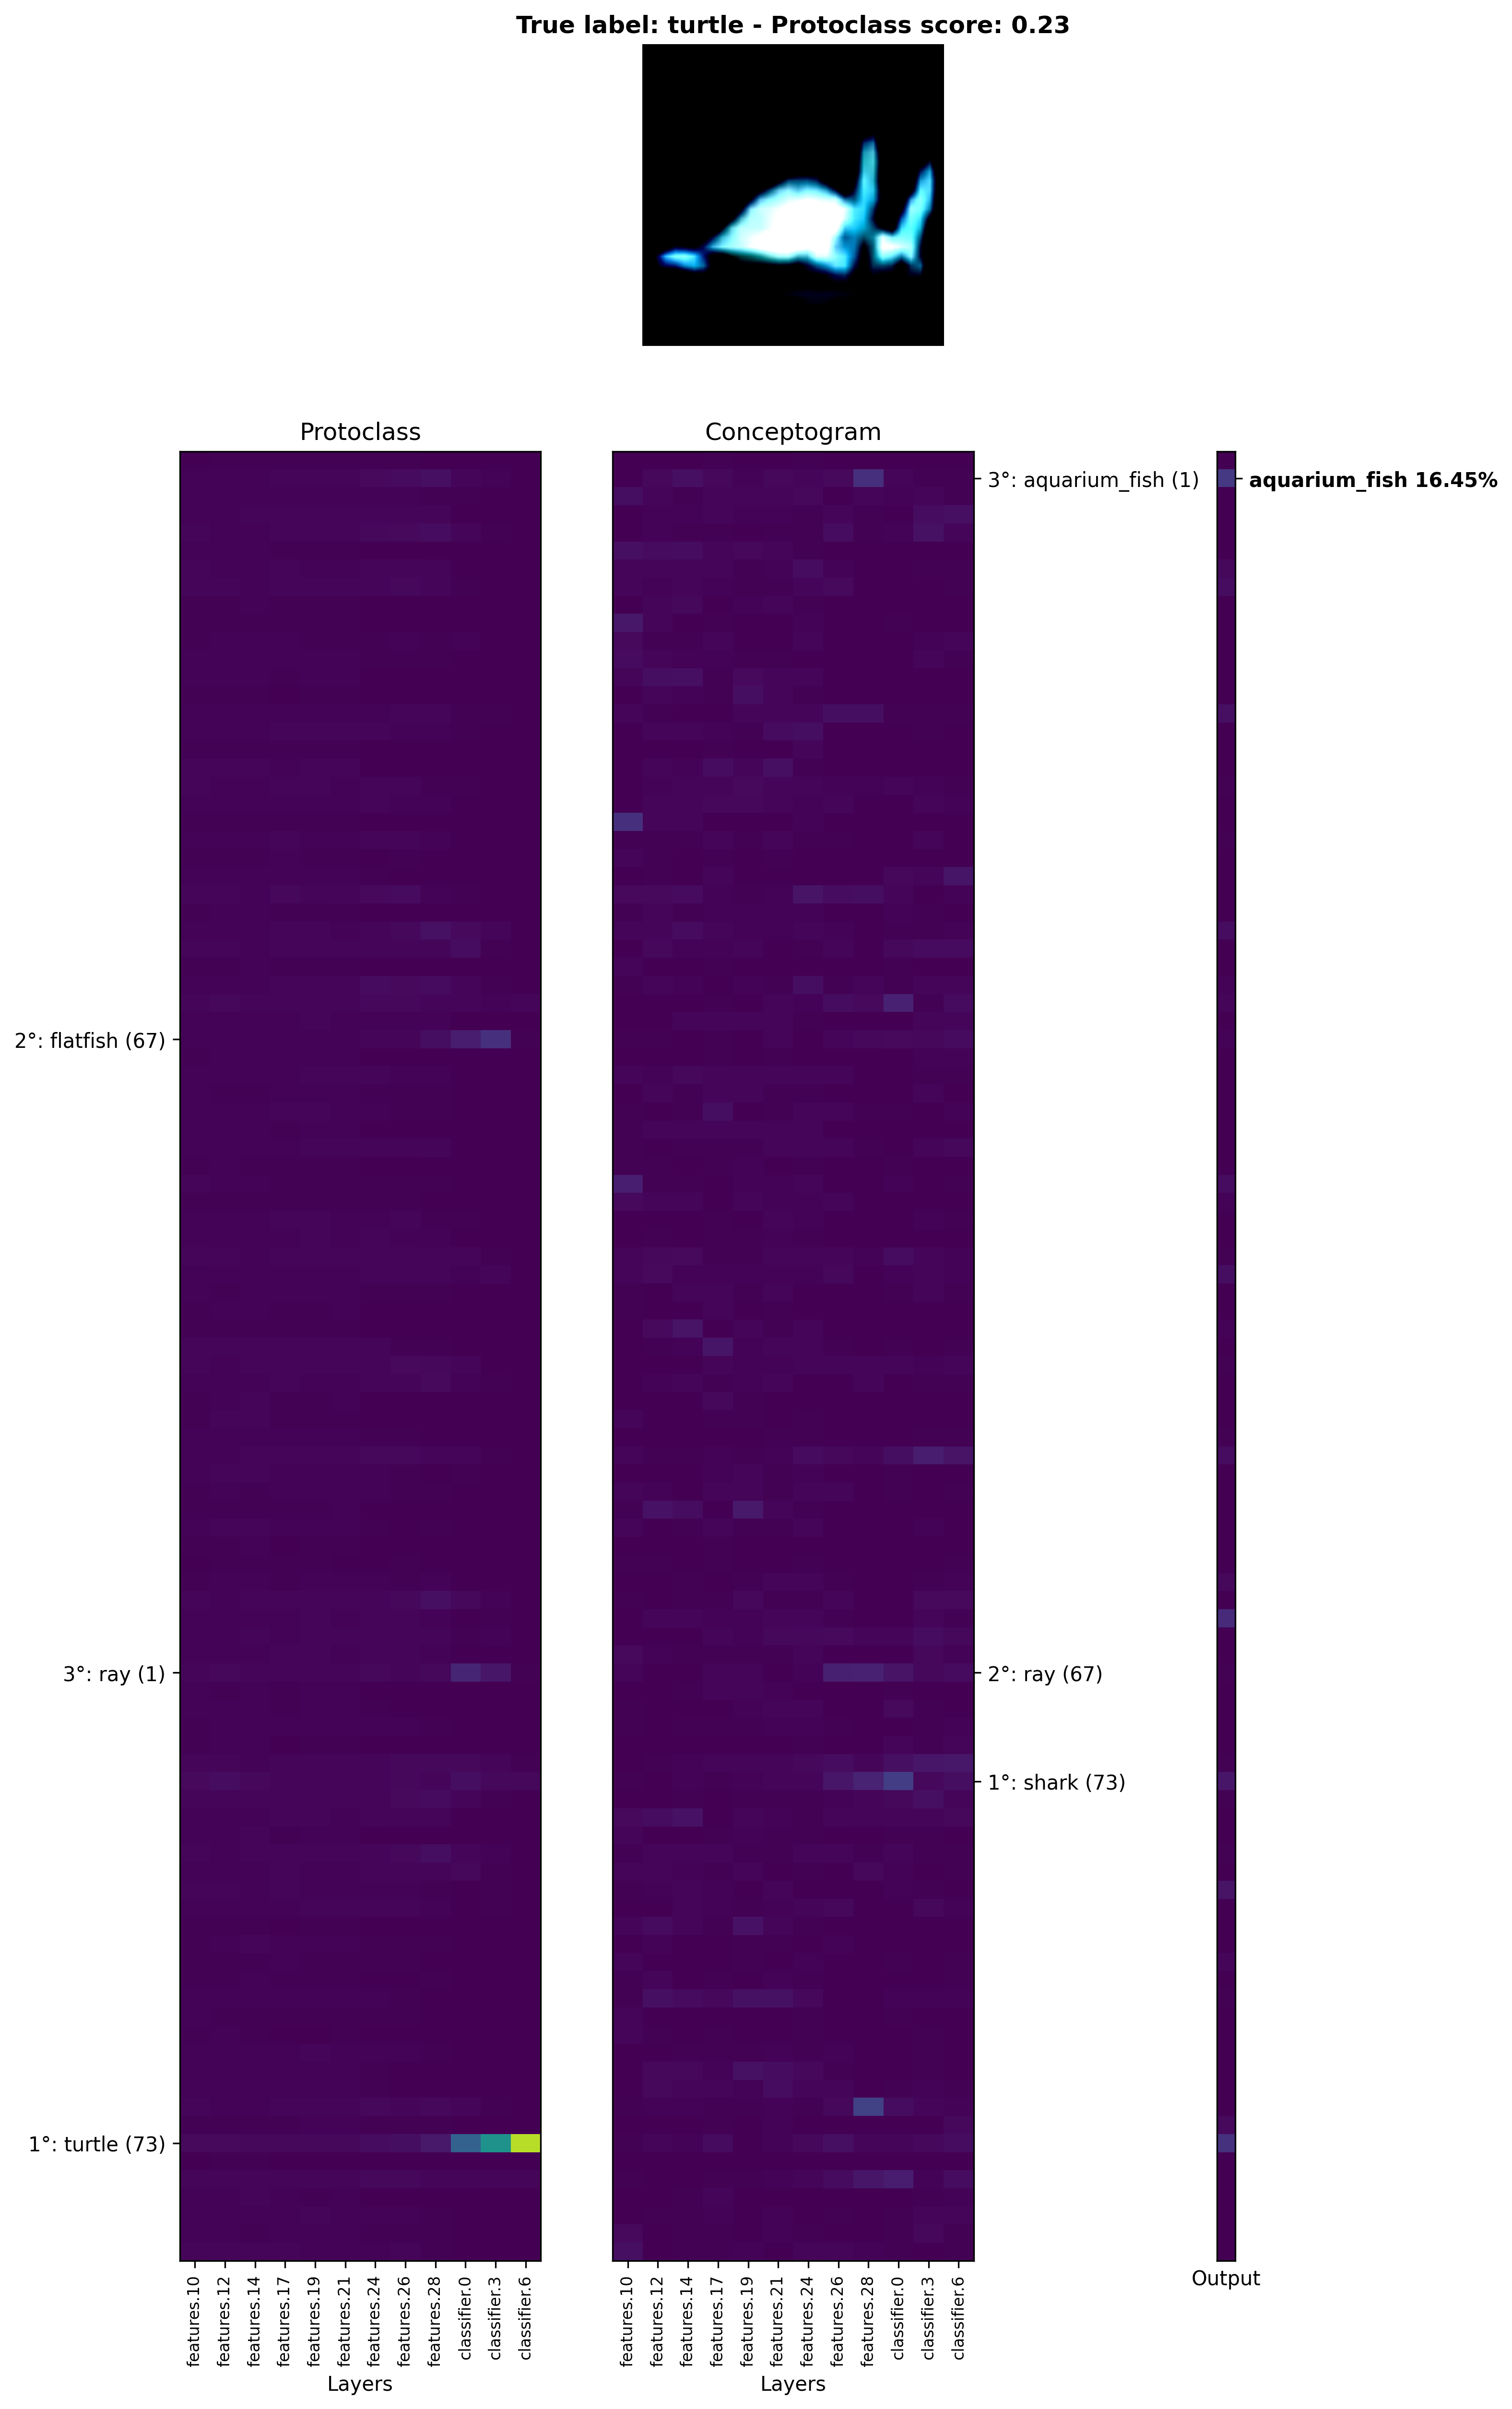 True label: turtle - Protoclass score: 0.23
Protoclass
Conceptogram
3°: aquarium_fish (1)
aquarium_fish 16.45%
2°: flatfish (67)
3°: ray (1)
2°: ray (67)
1°: shark (73)
1°: turtle (73)
features.10
features.12
features.14
features.17
features.19
features.21
features.24
features.26
features.28
classifier.0
classifier.3
classifier.6
Layers
features.10
features.12
features.14
features.17
features.19
features.21
features.24
features.26
features.28
classifier.0
classifier.3
classifier.6
Layers
Output